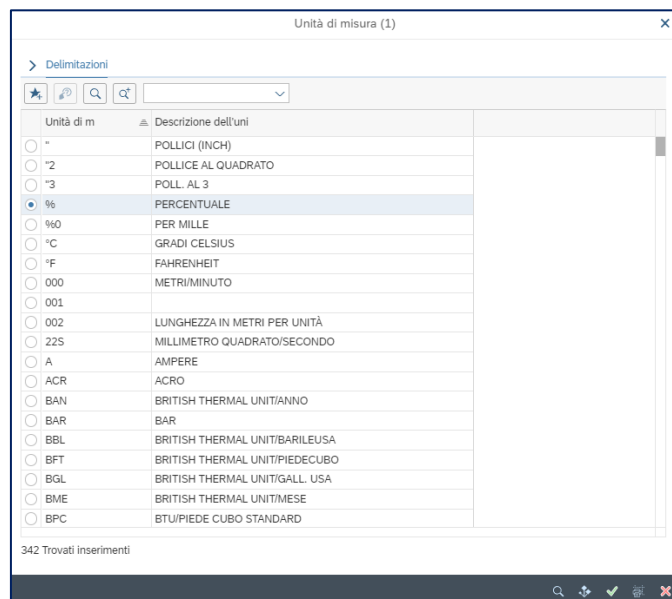 Unità di misura (1)
Delimitazioni
Unità di m Descrizione dell'uni
" POLLICI (INCH)
"2 POLLICE AL QUADRATO
"3 POLL. AL 3
% PERCENTUALE
%0 PER MILLE
°C GRADI CELSIUS
°F FAHRENHEIT
000 METRI/MINUTO
001
002 LUNGHEZZA IN METRI PER UNITÀ
22S MILLIMETRO QUADRATO/SECONDO
A AMPERE
ACR ACRO
BAN BRITISH THERMAL UNIT/ANNO
BAR BAR
BBL BRITISH THERMAL UNIT/BARILEUSA
BFT BRITISH THERMAL UNIT/PIEDECUBO
BGL BRITISH THERMAL UNIT/GALL. USA
BME BRITISH THERMAL UNIT/MESE
BPC BTU/PIEDE CUBO STANDARD
342 Trovati inserimenti